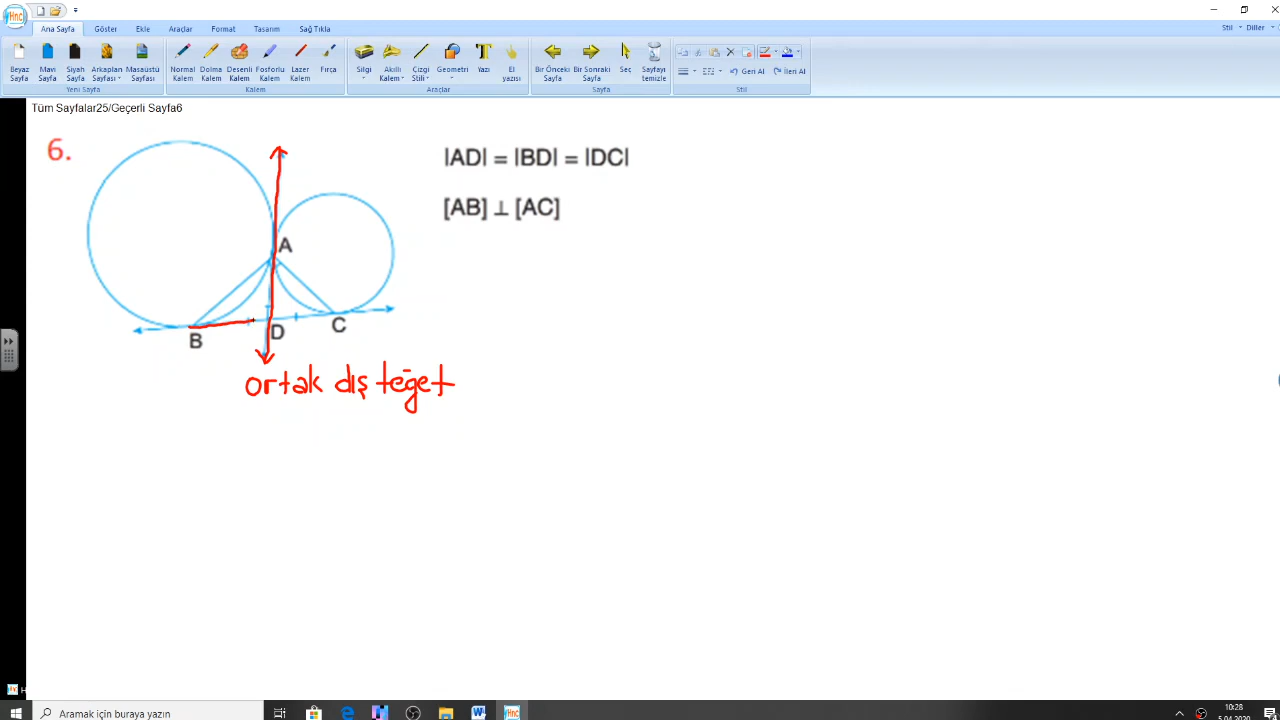 Hnc
Ana Sayfa Göster Ekle Araçlar Format Tasarım Sağ Tıkla
Stil Diller
Beyaz Sayfa
Mavi Sayfa
Siyah Sayfa
Arkaplan Sayfası
Masaüstü Sayfası
Yeni Sayfa
Normal Kalem
Dolma Kalem
Desenli Kalem
Fosforlu Kalem
Lazer Kalem
Fırça
Kalem
Silgi
Akıllı Kalem
Çizgi Stili
Geometri
Yazı
El yazısı
Araçlar
Bir Önceki Sayfa
Bir Sonraki Sayfa
Seç
Sayfayı temizle
Sayfa
Geri Al İleri Al
Stil
Tüm Sayfalar25/Geçerli Sayfa6
6.
|AD| = |BD| = |DC|
[AB] ⊥ [AC]
A
B
D
C
ortak dış teğet
H
Aramak için buraya yazın
10:28
5.04.2020